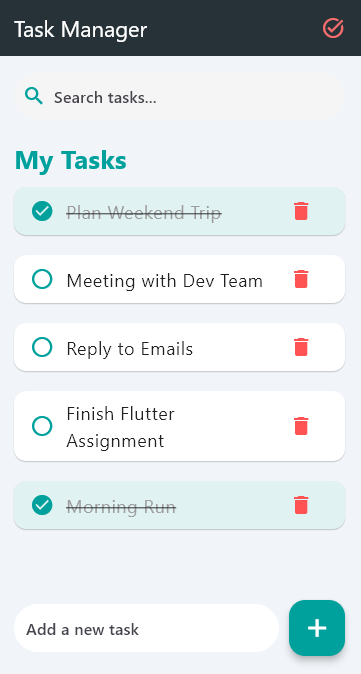 Task Manager
Search tasks...
My Tasks
Plan Weekend Trip
Meeting with Dev Team
Reply to Emails
Finish Flutter
Assignment
Morning Run
Add a new task